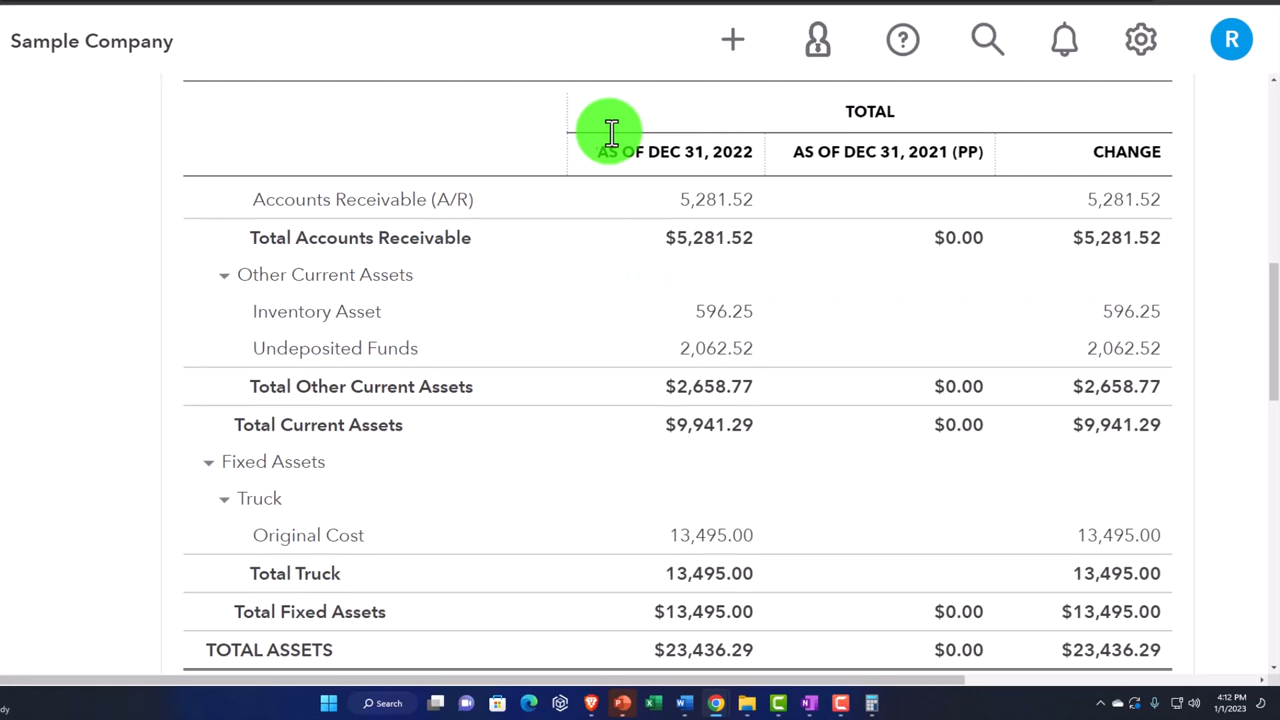 Sample Company
R
TOTAL
AS OF DEC 31, 2022 AS OF DEC 31, 2021 (PP) CHANGE
Accounts Receivable (A/R) 5,281.52 5,281.52
Total Accounts Receivable $5,281.52 $0.00 $5,281.52
Other Current Assets
Inventory Asset 596.25 596.25
Undeposited Funds 2,062.52 2,062.52
Total Other Current Assets $2,658.77 $0.00 $2,658.77
Total Current Assets $9,941.29 $0.00 $9,941.29
Fixed Assets
Truck
Original Cost 13,495.00 13,495.00
Total Truck 13,495.00 13,495.00
Total Fixed Assets $13,495.00 $0.00 $13,495.00
TOTAL ASSETS $23,436.29 $0.00 $23,436.29
Search
4:12 PM
1/1/2023